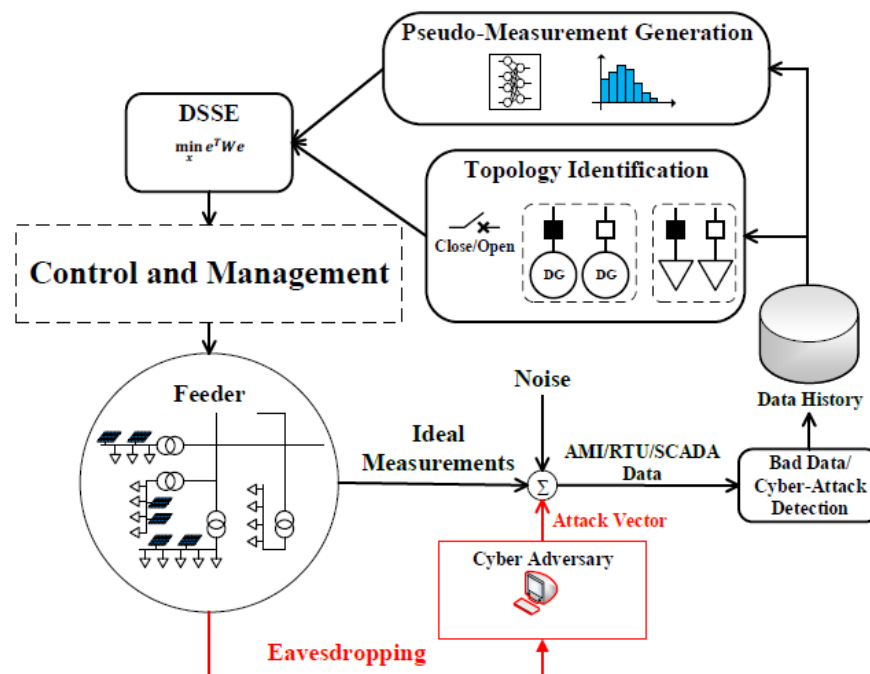 Pseudo-Measurement Generation
DSSE
min e^T We
x
Topology Identification
Close/Open
DG
DG
Control and Management
Feeder
Noise
Data History
Ideal
Measurements
AMI/RTU/SCADA
Data
Σ
Bad Data/
Cyber-Attack
Detection
Attack Vector
Cyber Adversary
Eavesdropping